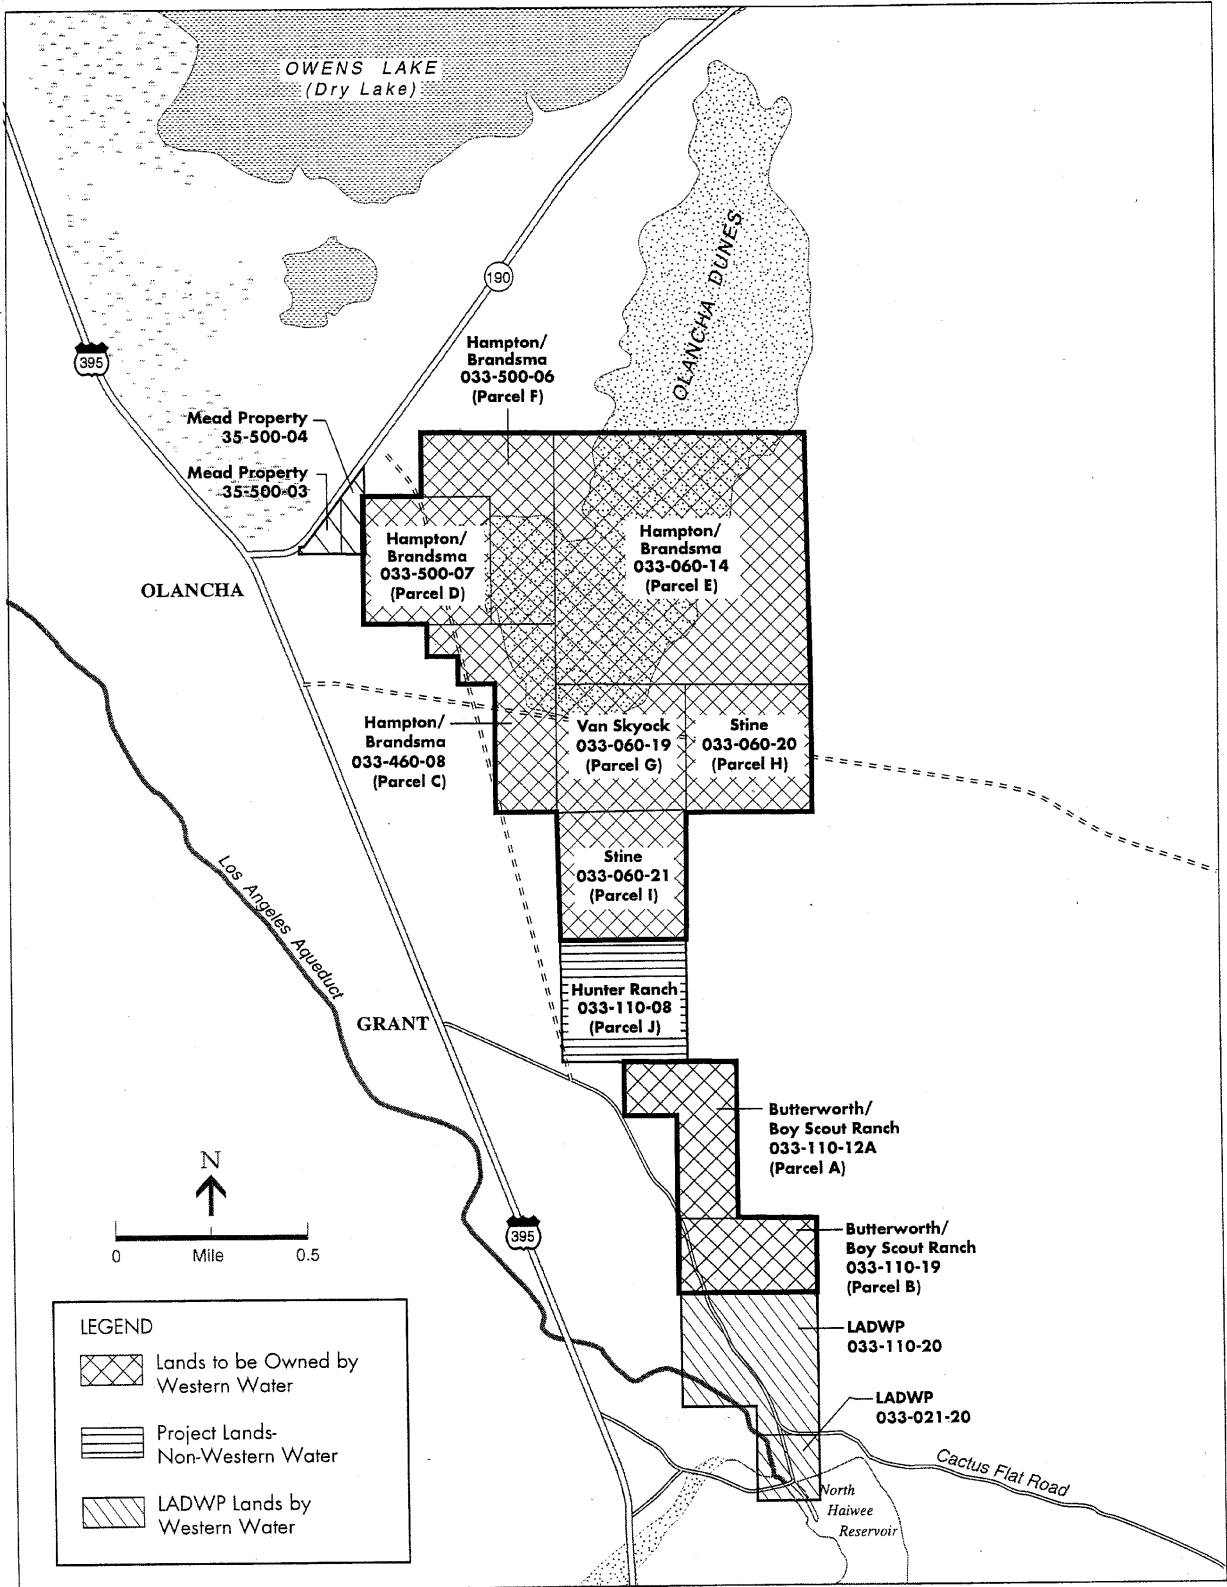 OWENS LAKE
(Dry Lake)
OLANCHA DUNES
190
395
Hampton/
Brandsma
033-500-06
(Parcel F)
Mead Property
35-500-04
Mead Property
35-500-03
Hampton/
Brandsma
033-500-07
(Parcel D)
Hampton/
Brandsma
033-060-14
(Parcel E)
OLANCHA
Hampton/
Brandsma
033-460-08
(Parcel C)
Van Skyock
033-060-19
(Parcel G)
Stine
033-060-20
(Parcel H)
Stine
033-060-21
(Parcel I)
Los Angeles Aqueduct
Hunter Ranch
033-110-08
(Parcel J)
GRANT
Butterworth/
Boy Scout Ranch
033-110-12A
(Parcel A)
N
0 Mile 0.5
395
Butterworth/
Boy Scout Ranch
033-110-19
(Parcel B)
LADWP
033-110-20
LADWP
033-021-20
Cactus Flat Road
North
Haiwee
Reservoir
LEGEND
Lands to be Owned by
Western Water
Project Lands-
Non-Western Water
LADWP Lands by
Western Water